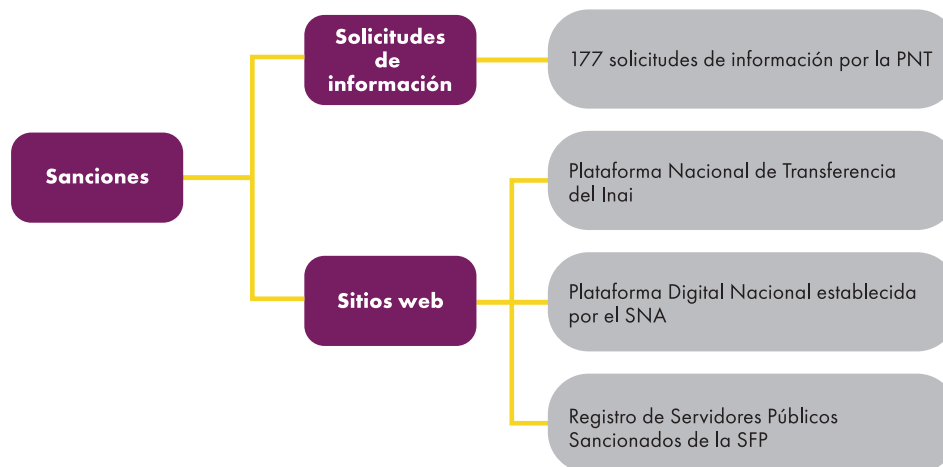 Sanciones
Solicitudes
de
información
177 solicitudes de información por la PNT
Sitios web
Plataforma Nacional de Transferencia
del Inai
Plataforma Digital Nacional establecida
por el SNA
Registro de Servidores Públicos
Sancionados de la SFP